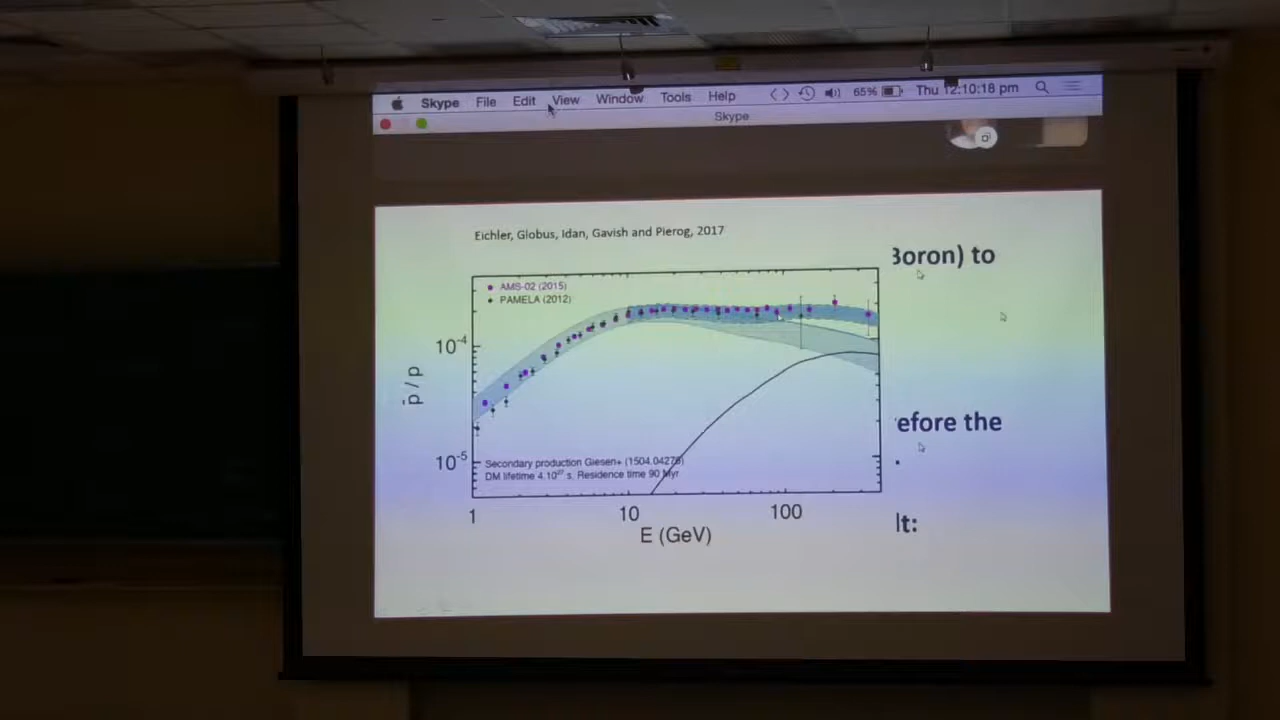 Skype File Edit View Window Tools Help 65% Thu 12:10:18 pm
Skype
Eichler, Globus, Idan, Gavish and Pierog, 2017
Boron) to
AMS-02 (2015)
PAMELA (2012)
10⁻⁴
p̄ / p
efore the
10⁻⁵
Secondary production Giesen+ (1504.04276)
DM lifetime 4.10²⁷ s. Residence time 90 Myr
1 10 100
lt:
E (GeV)